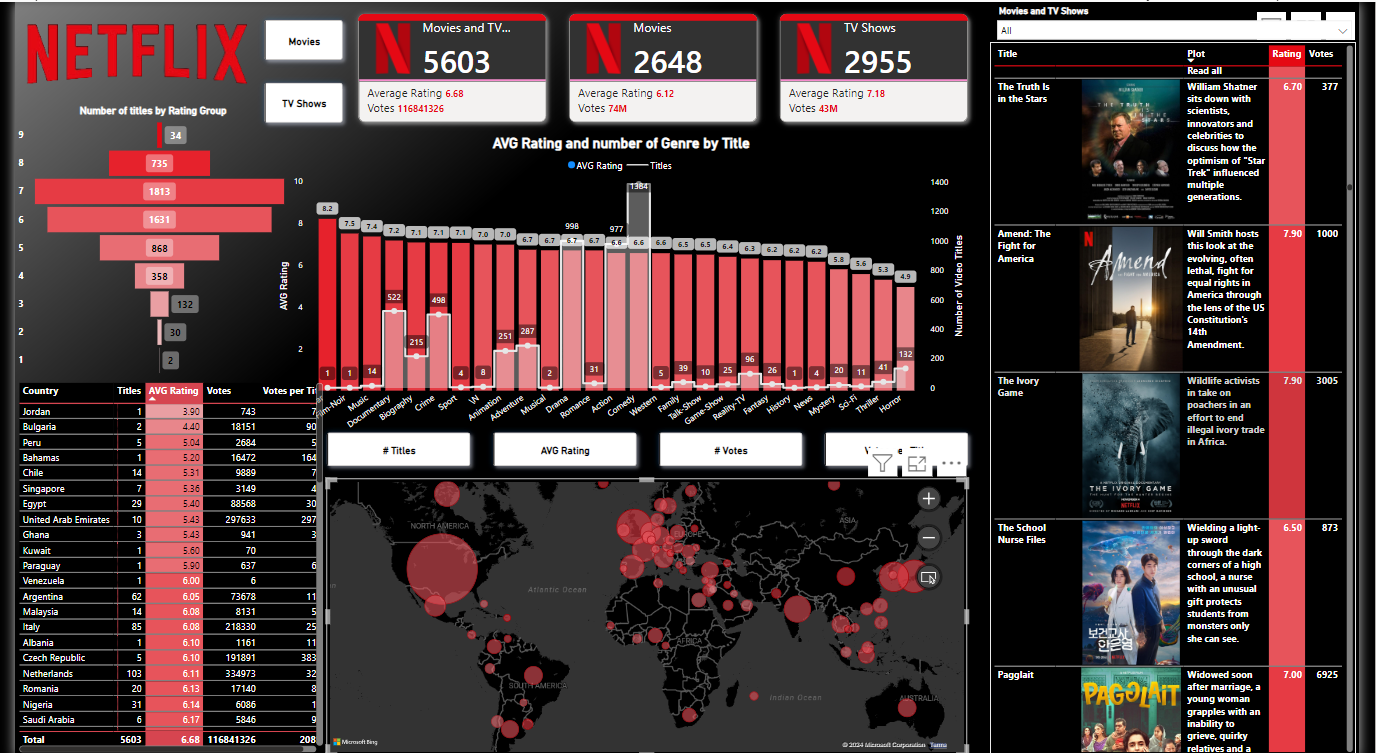 NETFLIX
Movies
TV Shows
Movies and TV...
5603
Average Rating 6.68
Votes 116841326
Movies
2648
Average Rating 6.12
Votes 74M
TV Shows
2955
Average Rating 7.18
Votes 43M
Number of titles by Rating Group
9 34
8 735
7 1813
6 1631
5 868
4 358
3 132
2 30
1 2
AVG Rating and number of Genre by Title
AVG Rating Titles
AVG Rating
10
8
6
4
2
Number of Video Titles
1400
1200
1000
800
600
400
200
0
8.2 7.5 7.4 7.2 7.1 7.1 7.1 7.0 7.0 6.7 6.7 6.7 6.7 6.6 6.6 6.6 6.6 6.5 6.5 6.4 6.3 6.2 6.2 6.2 5.8 5.6 5.3 4.9
1 1 14 522 215 498 4 8 251 287 2 998 31 977 1384 5 39 10 25 96 26 1 4 20 11 41 132
Music
Documentary
Biography
Crime
Sport
Animation
Adventure
Musical
Drama
Romance
Action
Comedy
Western
Family
Talk-Show
Game-Show
Reality-TV
Fantasy
History
News
Mystery
Sci-Fi
Thriller
Horror
Country Titles AVG Rating Votes Votes per Tit
Jordan 1 3.90 743 7
Bulgaria 2 4.40 18151 90
Peru 5 5.04 2684 5
Bahamas 1 5.20 16472 164
Chile 14 5.31 9889 7
Singapore 7 5.36 3149 4
Egypt 29 5.40 88568 30
United Arab Emirates 10 5.43 297633 297
Ghana 3 5.43 941 3
Kuwait 1 5.60 70
Paraguay 1 5.90 637 6
Venezuela 1 6.00 6
Argentina 62 6.05 73678 11
Malaysia 14 6.08 8131 5
Italy 85 6.08 218330 25
Albania 1 6.10 1161 11
Czech Republic 5 6.10 191891 383
Netherlands 103 6.11 334973 32
Romania 20 6.13 17140 8
Nigeria 31 6.14 6086 1
Saudi Arabia 6 6.17 5846 9
Total 5603 6.68 116841326 208
# Titles
AVG Rating
# Votes
NORTH AMERICA
EUROPE
ASIA
Atlantic Ocean
AFRICA
SOUTH AMERICA
Indian Ocean
AUSTRALIA
Microsoft Bing
© 2024 Microsoft Corporation Terms
Movies and TV Shows
All
Title Plot Rating Votes
Read all
The Truth Is
in the Stars
THE TRUTH
IS IN THE
STARS
William Shatner
sits down with
scientists,
innovators and
celebrities to
discuss how the
optimism of "Star
Trek" influenced
multiple
generations.
6.70 377
Amend: The
Fight for
America
Amend
Will Smith hosts
this look at the
evolving, often
lethal, fight for
equal rights in
America through
the lens of the US
Constitution's
14th
Amendment.
7.90 1000
The Ivory
Game
THE IVORY
GAME
NETFLIX
Wildlife activists
in take on
poachers in an
effort to end
illegal ivory trade
in Africa.
7.90 3005
The School
Nurse Files
보건교사
안은영
Wielding a light-
up sword
through the dark
corners of a high
school, a nurse
with an unusual
gift protects
students from
monsters only
she can see.
6.50 873
Pagglait
PAGGLAIT
Widowed soon
after marriage, a
young woman
grapples with an
inability to
grieve, quirky
relatives and a
7.00 6925